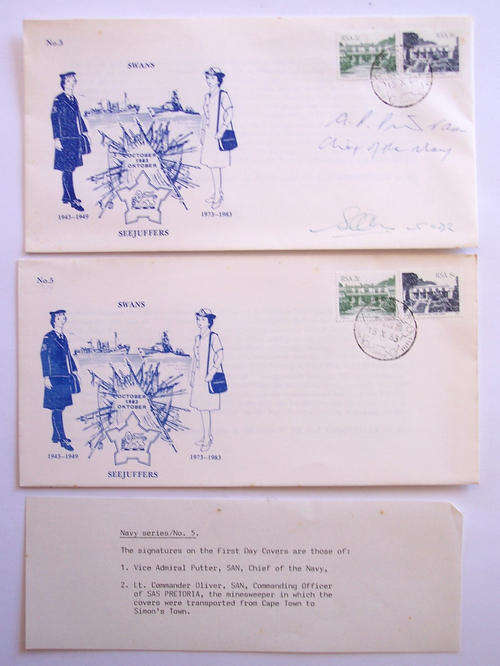 No.3
SWANS
OCTOBER
1983
OKTOBER
1943-1949
1973-1983
SEEJUFFERS
RSA
RSA
Chief of the Navy
No.5
SWANS
OCTOBER
1983
OKTOBER
1943-1949
1973-1983
SEEJUFFERS
RSA
RSA
Navy series/No. 5.
The signatures on the First Day Covers are those of:
1. Vice Admiral Putter, SAN, Chief of the Navy,
2. Lt. Commander Oliver, SAN, Commanding Officer
of SAS PRETORIA, the minesweeper in which the
covers were transported from Cape Town to
Simon's Town.